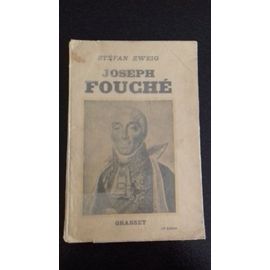 STEFAN ZWEIG
JOSEPH
FOUCHÉ
GRASSET